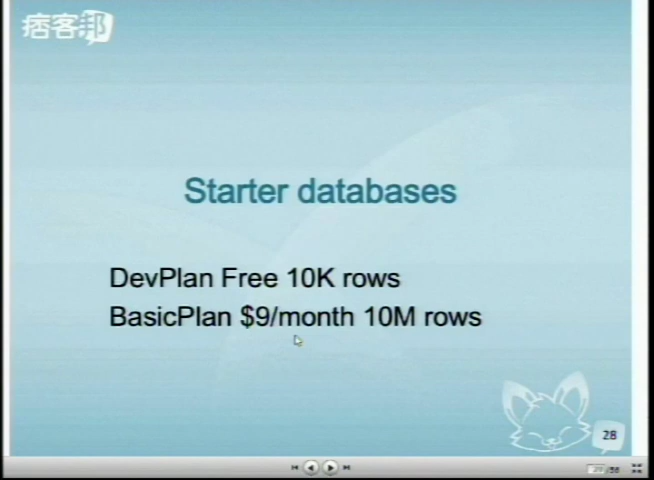 痞客邦
Starter databases
DevPlan Free 10K rows
BasicPlan $9/month 10M rows
28